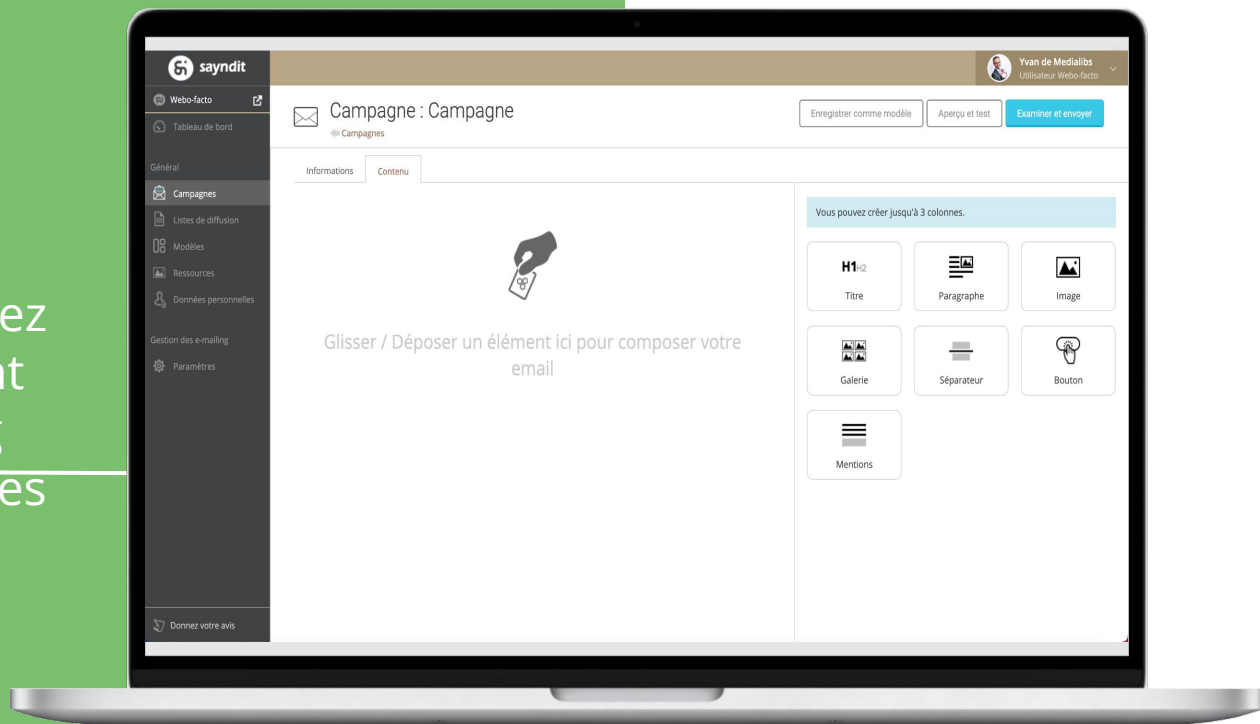 ez
nt
es
sayndit
Webo-facto
Tableau de bord
Général
Campagnes
Listes de diffusion
Modèles
Ressources
Données personnelles
Gestion des e-mailing
Paramètres
Donnez votre avis
Yvan de Medialibs
Utilisateur Webo-facto
Campagne : Campagne
Campagnes
Enregistrer comme modèle
Aperçu et test
Examiner et envoyer
Informations
Contenu
Glisser / Déposer un élément ici pour composer votre
email
Vous pouvez créer jusqu'à 3 colonnes.
H1H2
Titre
Paragraphe
Image
Galerie
Séparateur
Bouton
Mentions